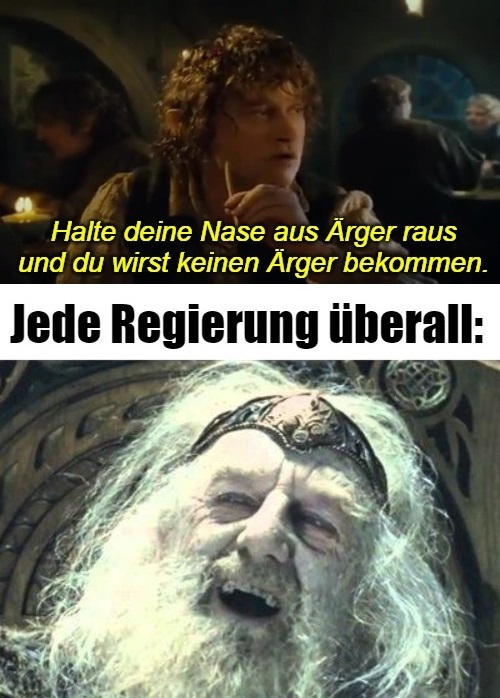 Halte deine Nase aus Ärger raus
und du wirst keinen Ärger bekommen.
Jede Regierung überall: